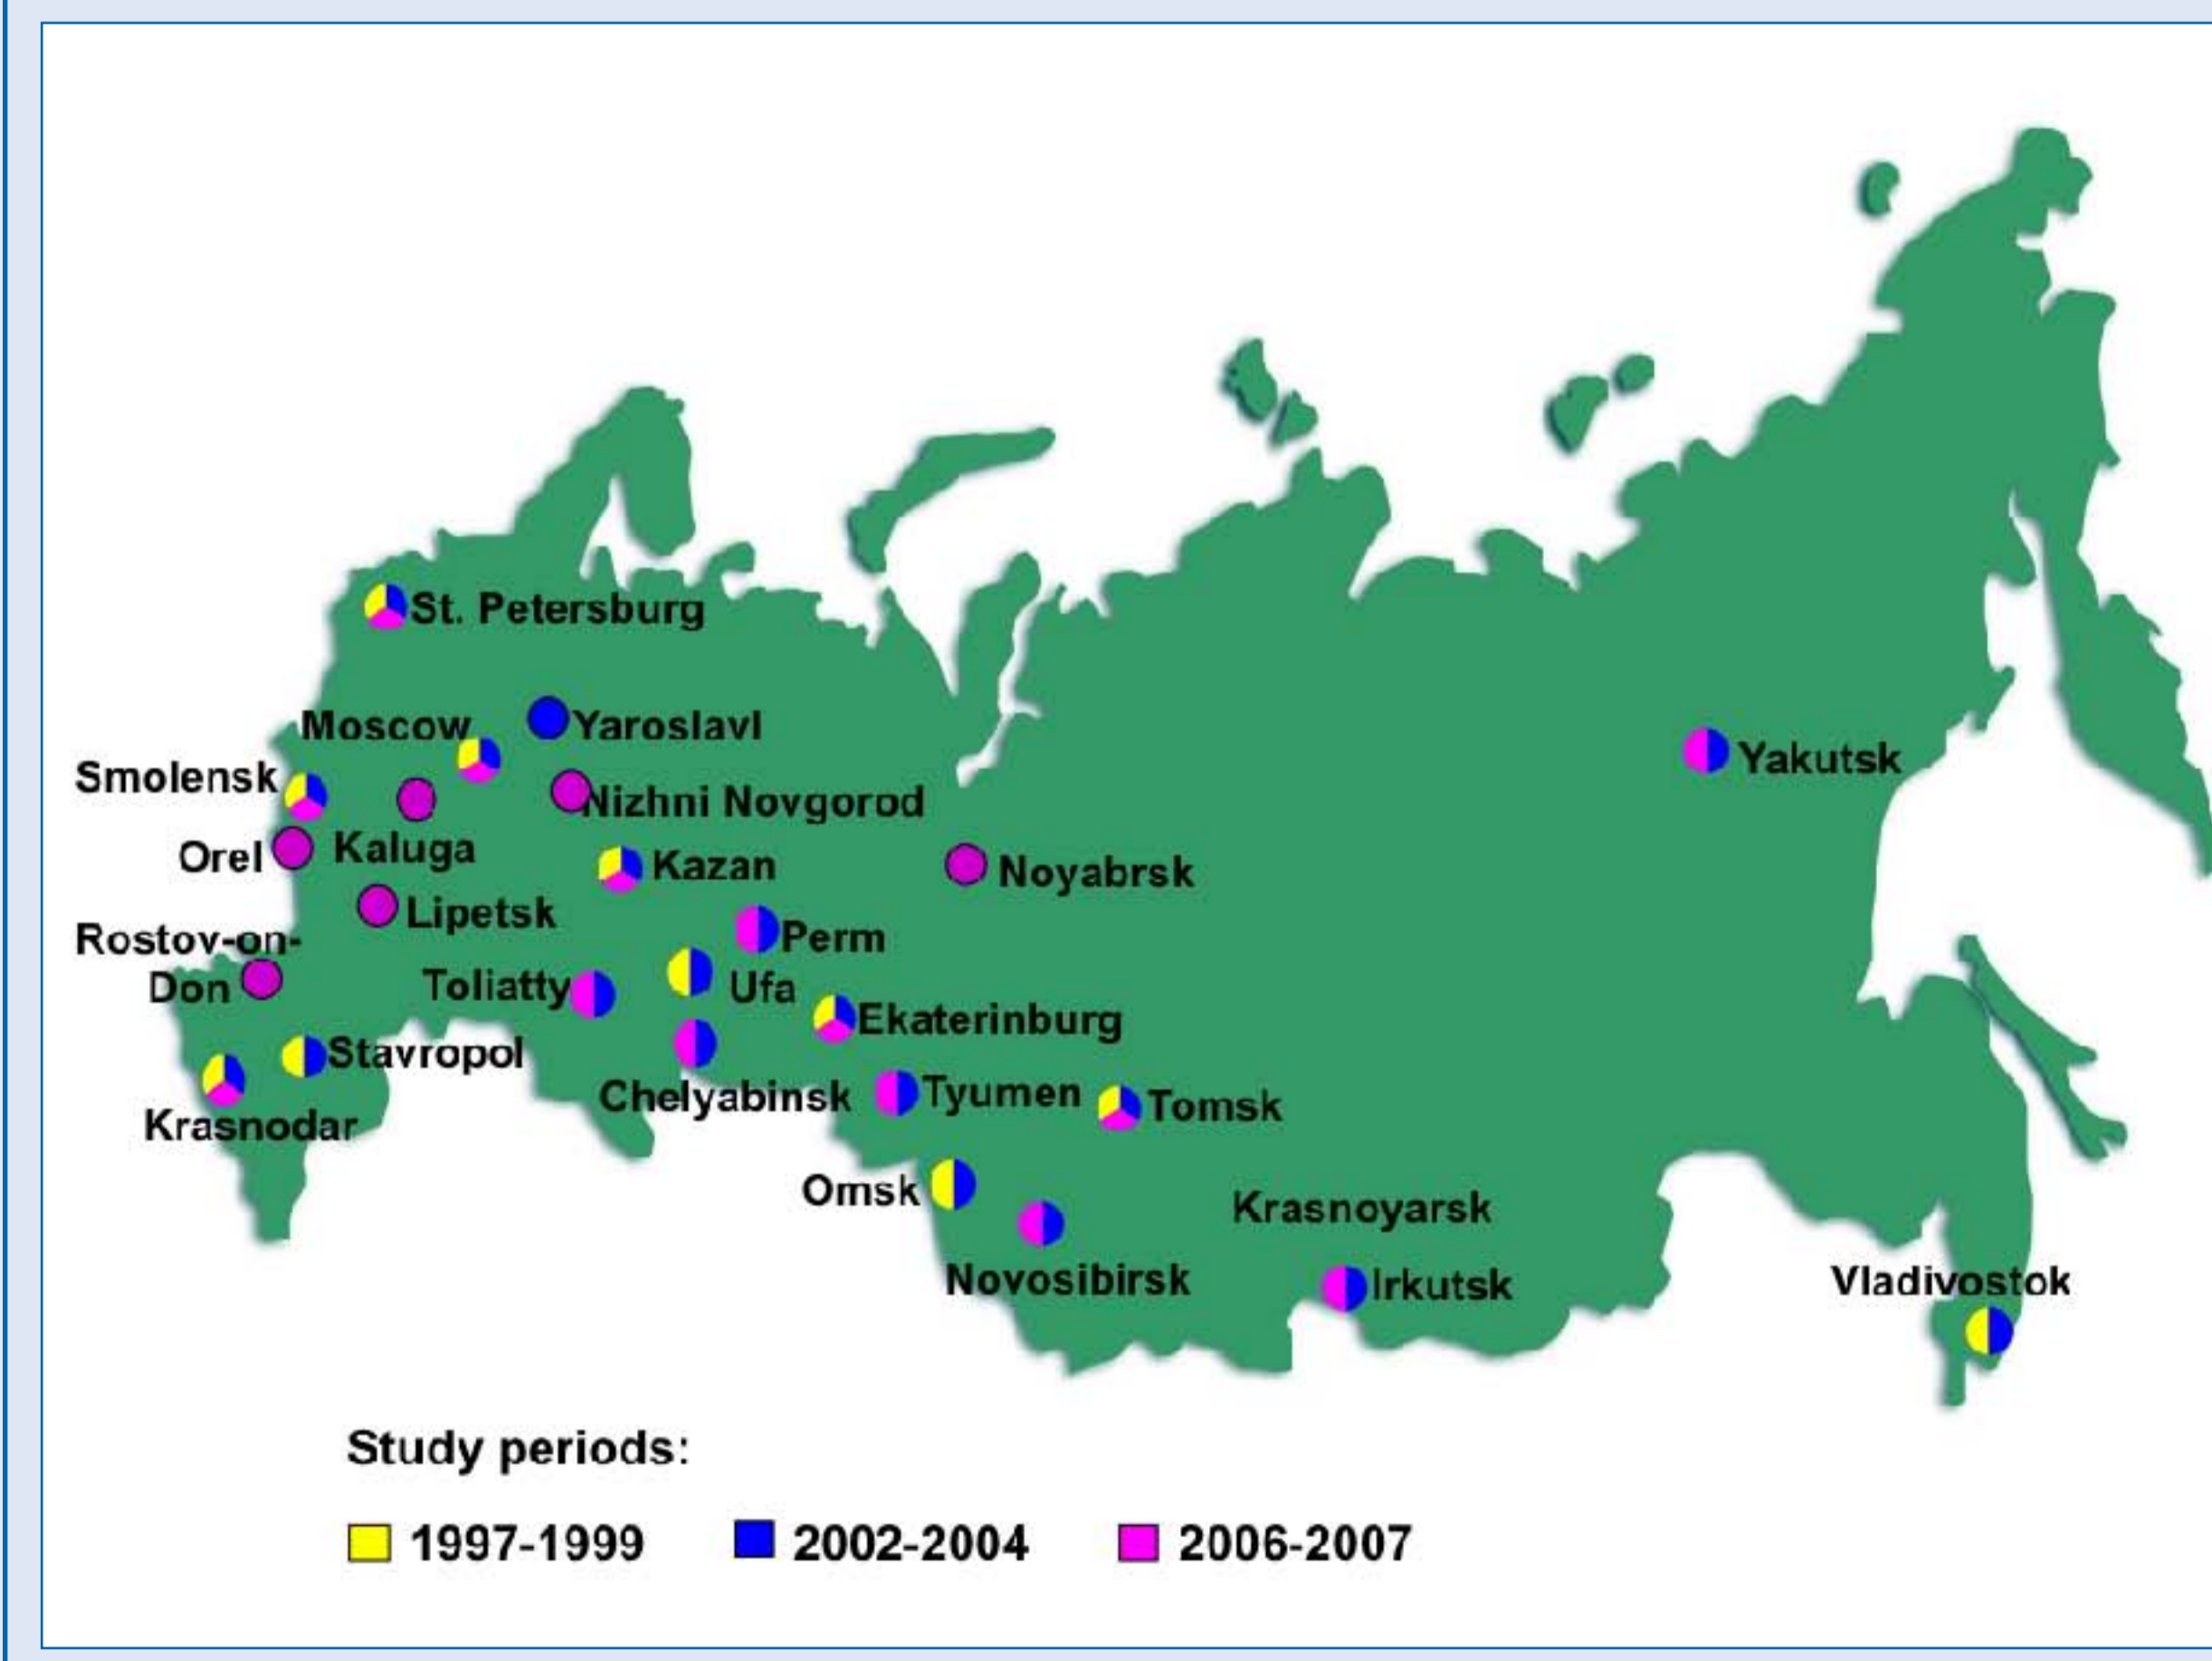 St. Petersburg
Moscow
Yaroslavl
Smolensk
Yakutsk
Nizhni Novgorod
Orel
Kaluga
Kazan
Noyabrsk
Lipetsk
Rostov-on-
Don
Perm
Toliatty
Ufa
Ekaterinburg
Stavropol
Chelyabinsk
Tyumen
Tomsk
Krasnodar
Omsk
Krasnoyarsk
Novosibirsk
Irkutsk
Vladivostok
Study periods:
1997-1999
2002-2004
2006-2007